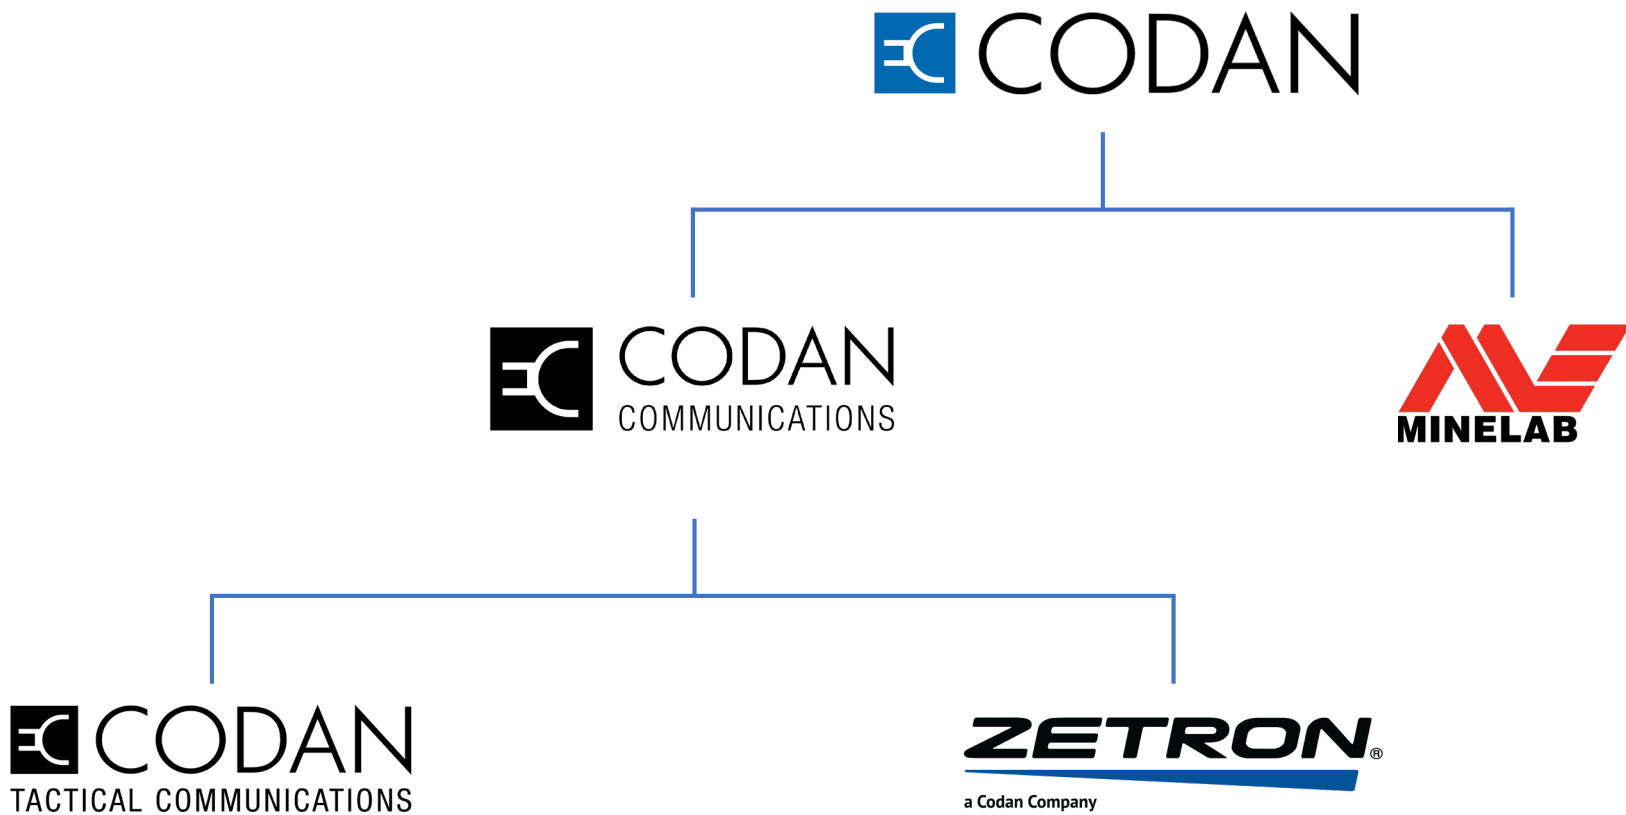 CODAN
CODAN
COMMUNICATIONS
MINELAB
CODAN
TACTICAL COMMUNICATIONS
ZETRON®
a Codan Company